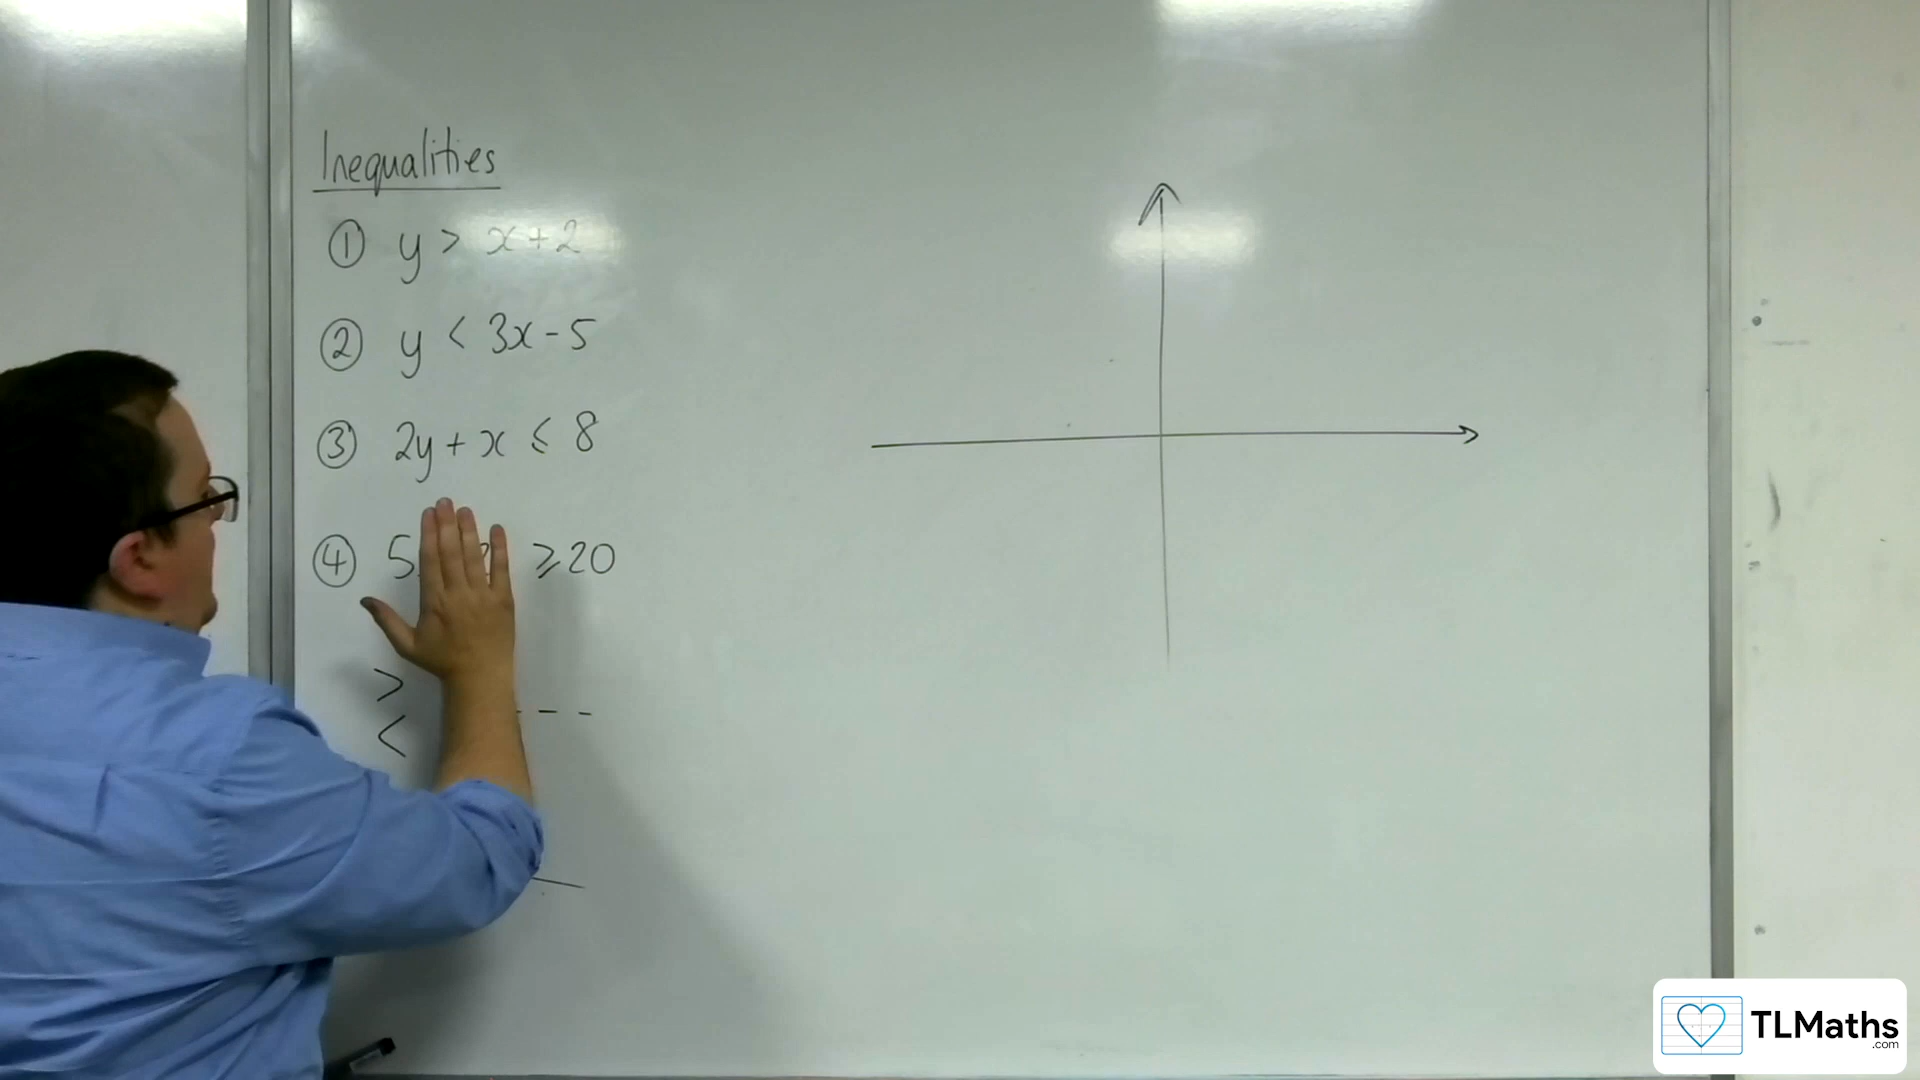 Inequalities
① y > x + 2
② y < 3x - 5
③ 2y + x ≤ 8
④ 5 ⩾ 20
>
<
TLMaths
.com